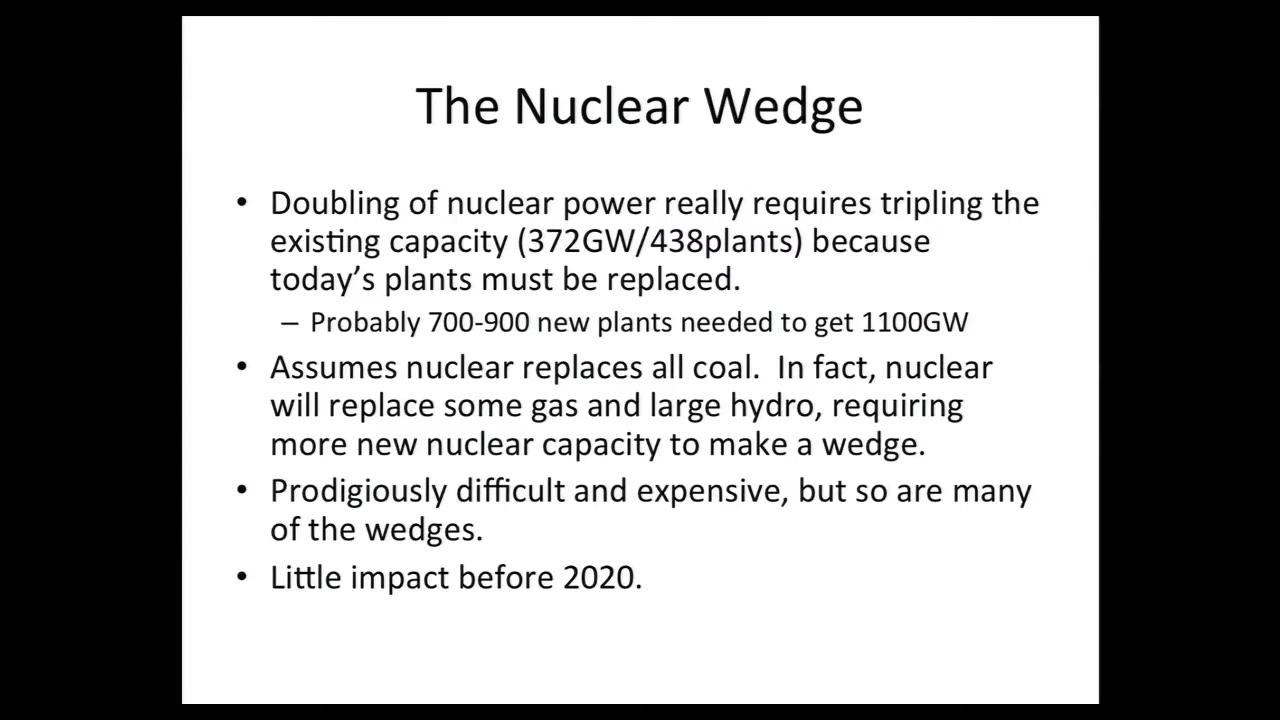 The Nuclear Wedge
• Doubling of nuclear power really requires tripling the
existing capacity (372GW/438plants) because
today’s plants must be replaced.
– Probably 700-900 new plants needed to get 1100GW
• Assumes nuclear replaces all coal.  In fact, nuclear
will replace some gas and large hydro, requiring
more new nuclear capacity to make a wedge.
• Prodigiously difficult and expensive, but so are many
of the wedges.
• Little impact before 2020.